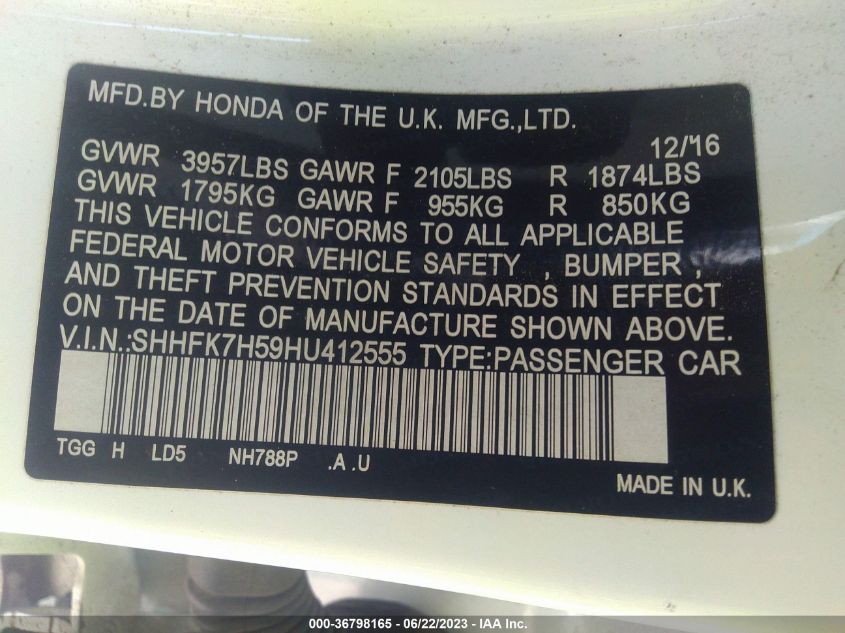 MFD.BY HONDA OF THE U.K. MFG.,LTD.
12/'16
GVWR 3957LBS GAWR F 2105LBS R 1874LBS
GVWR 1795KG GAWR F 955KG R 850KG
THIS VEHICLE CONFORMS TO ALL APPLICABLE
FEDERAL MOTOR VEHICLE SAFETY , BUMPER ,
AND THEFT PREVENTION STANDARDS IN EFFECT
ON THE DATE OF MANUFACTURE SHOWN ABOVE.
V.I.N.:SHHFK7H59HU412555 TYPE:PASSENGER CAR
TGG H LD5 NH788P .A .U
MADE IN U.K.
000-36798165 - 06/22/2023 - IAA Inc.